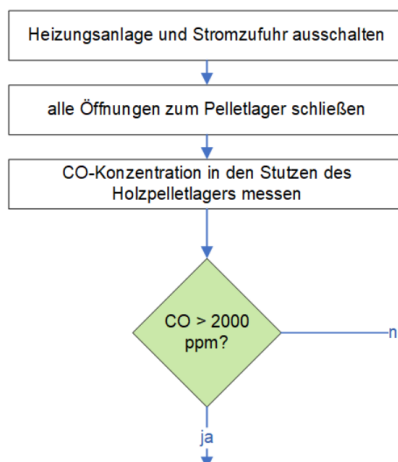 Heizungsanlage und Stromzufuhr ausschalten
alle Öffnungen zum Pelletlager schließen
CO-Konzentration in den Stutzen des
Holzpelletlagers messen
CO > 2000
ppm?
n
ja